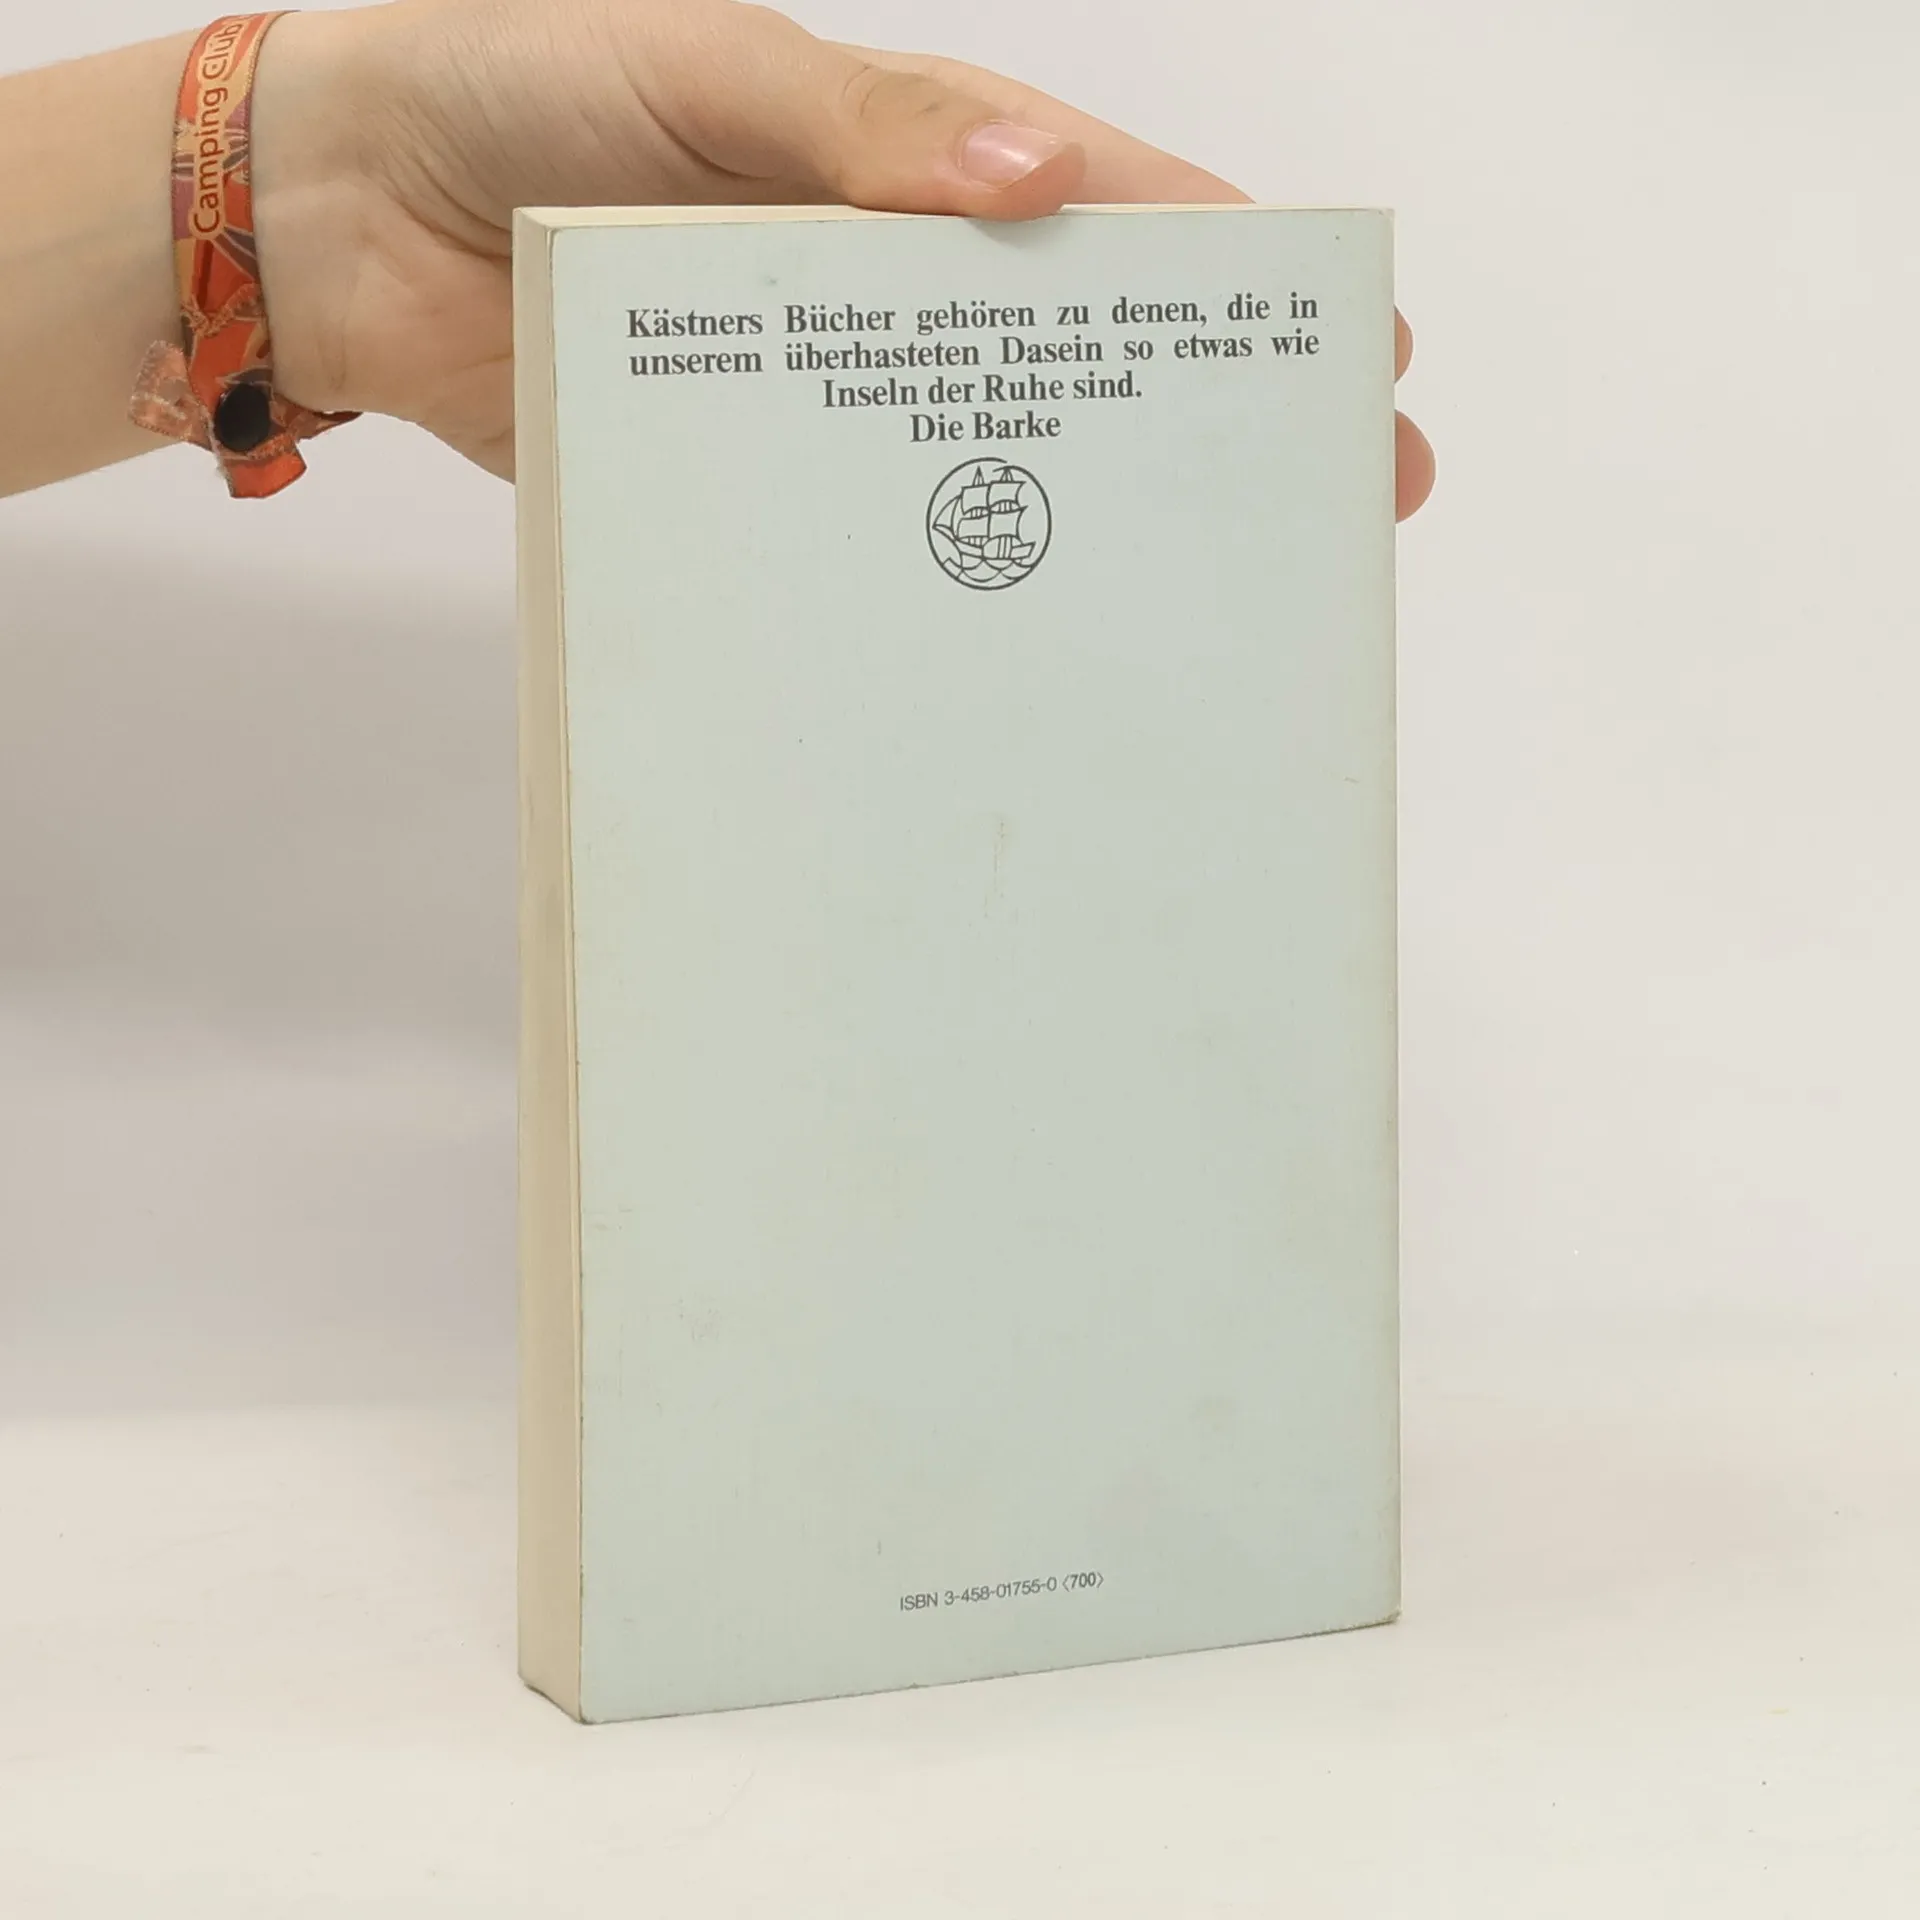 Camping Club
Kästners Bücher gehören zu denen, die in
unserem überhasteten Dasein so etwas wie
Inseln der Ruhe sind.
Die Barke
ISBN 3-458-01755-0 〈700〉